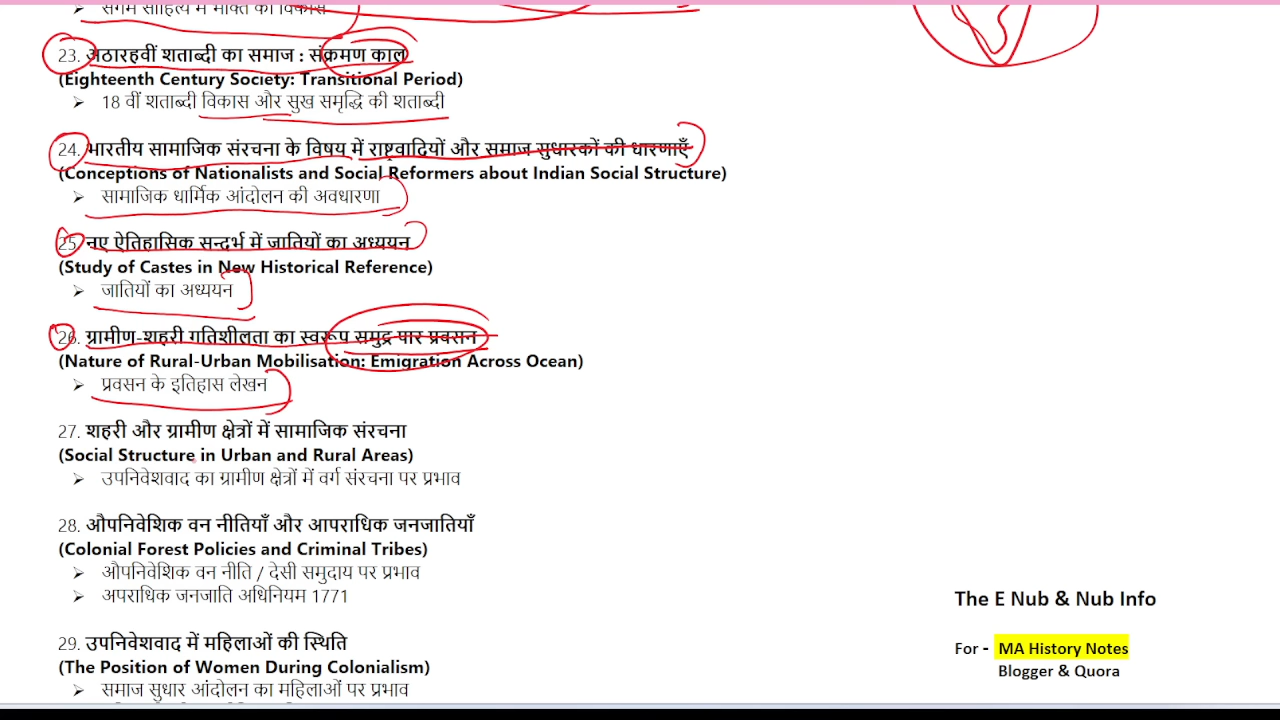 ➢ संगम साहित्य में भक्ति का विकास
23. अठारहवीं शताब्दी का समाज : संक्रमण काल
(Eighteenth Century Society: Transitional Period)
➢ 18 वीं शताब्दी विकास और सुख समृद्धि की शताब्दी
24. भारतीय सामाजिक संरचना के विषय में राष्ट्रवादियों और समाज सुधारकों की धारणाएँ
(Conceptions of Nationalists and Social Reformers about Indian Social Structure)
➢ सामाजिक धार्मिक आंदोलन की अवधारणा
25. नए ऐतिहासिक सन्दर्भ में जातियों का अध्ययन
(Study of Castes in New Historical Reference)
➢ जातियों का अध्ययन
26. ग्रामीण-शहरी गतिशीलता का स्वरूप समुद्र पार प्रवसन
(Nature of Rural-Urban Mobilisation: Emigration Across Ocean)
➢ प्रवसन के इतिहास लेखन
27. शहरी और ग्रामीण क्षेत्रों में सामाजिक संरचना
(Social Structure in Urban and Rural Areas)
➢ उपनिवेशवाद का ग्रामीण क्षेत्रों में वर्ग संरचना पर प्रभाव
28. औपनिवेशिक वन नीतियाँ और आपराधिक जनजातियाँ
(Colonial Forest Policies and Criminal Tribes)
➢ औपनिवेशिक वन नीति / देसी समुदाय पर प्रभाव
➢ अपराधिक जनजाति अधिनियम 1771
29. उपनिवेशवाद में महिलाओं की स्थिति
(The Position of Women During Colonialism)
➢ समाज सुधार आंदोलन का महिलाओं पर प्रभाव
The E Nub & Nub Info
For - MA History Notes
Blogger & Quora